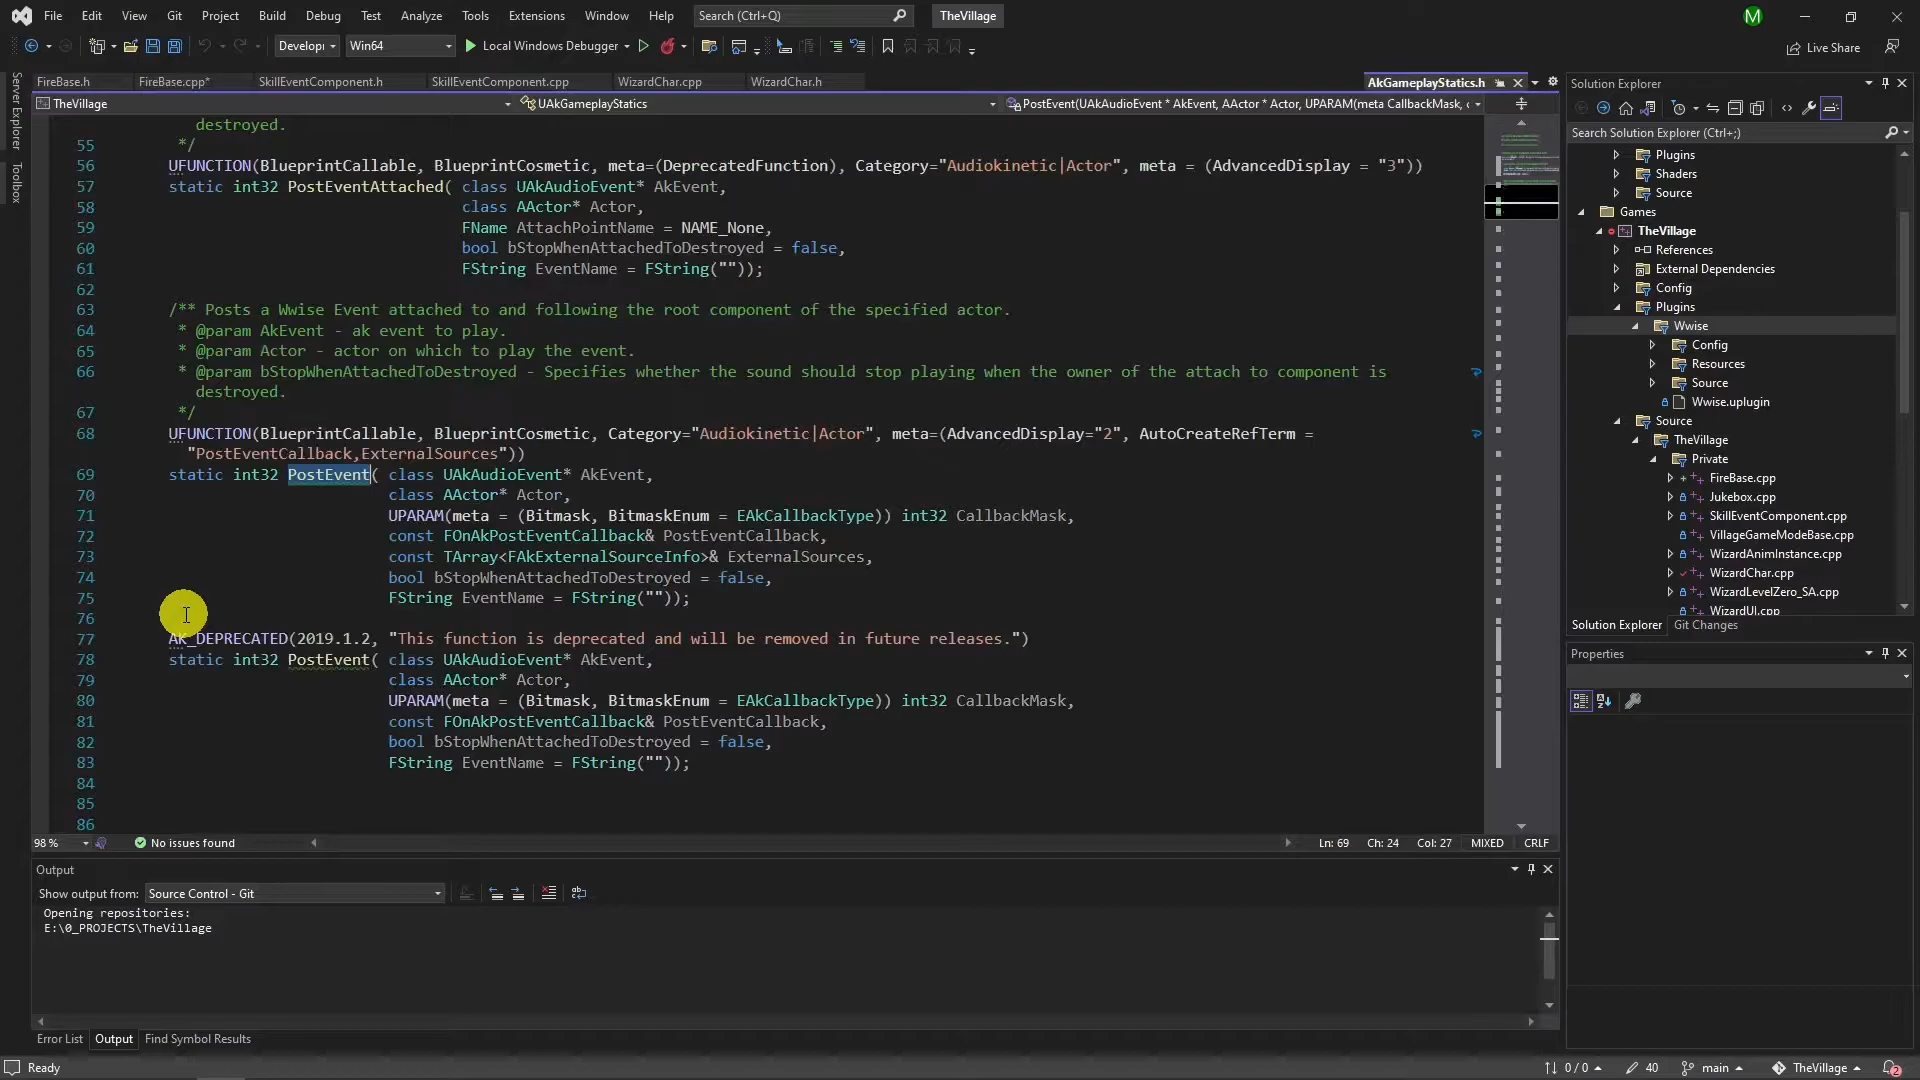 File Edit View Git Project Build Debug Test Analyze Tools Extensions Window Help Search (Ctrl+Q) TheVillage M
Develop Win64 Local Windows Debugger Live Share
FireBase.h FireBase.cpp* SkillEventComponent.h SkillEventComponent.cpp WizardChar.cpp WizardChar.h AkGameplayStatics.h
TheVillage UAkGameplayStatics PostEvent(UAkAudioEvent * AkEvent, AActor * Actor, UPARAM(meta CallbackMask, c
Server Explorer
Toolbox
destroyed.
55 */
56 UFUNCTION(BlueprintCallable, BlueprintCosmetic, meta=(DeprecatedFunction), Category="Audiokinetic|Actor", meta = (AdvancedDisplay = "3"))
57 static int32 PostEventAttached( class UAkAudioEvent* AkEvent,
58 class AActor* Actor,
59 FName AttachPointName = NAME_None,
60 bool bStopWhenAttachedToDestroyed = false,
61 FString EventName = FString(""));
62
63 /** Posts a Wwise Event attached to and following the root component of the specified actor.
64 * @param AkEvent - ak event to play.
65 * @param Actor - actor on which to play the event.
66 * @param bStopWhenAttachedToDestroyed - Specifies whether the sound should stop playing when the owner of the attach to component is
destroyed.
67 */
68 UFUNCTION(BlueprintCallable, BlueprintCosmetic, Category="Audiokinetic|Actor", meta=(AdvancedDisplay="2", AutoCreateRefTerm =
"PostEventCallback,ExternalSources"))
69 static int32 PostEvent( class UAkAudioEvent* AkEvent,
70 class AActor* Actor,
71 UPARAM(meta = (Bitmask, BitmaskEnum = EAkCallbackType)) int32 CallbackMask,
72 const FOnAkPostEventCallback& PostEventCallback,
73 const TArray<FAkExternalSourceInfo>& ExternalSources,
74 bool bStopWhenAttachedToDestroyed = false,
75 FString EventName = FString(""));
76
77 AK_DEPRECATED(2019.1.2, "This function is deprecated and will be removed in future releases.")
78 static int32 PostEvent( class UAkAudioEvent* AkEvent,
79 class AActor* Actor,
80 UPARAM(meta = (Bitmask, BitmaskEnum = EAkCallbackType)) int32 CallbackMask,
81 const FOnAkPostEventCallback& PostEventCallback,
82 bool bStopWhenAttachedToDestroyed = false,
83 FString EventName = FString(""));
84
85
86
98 % No issues found Ln: 69 Ch: 24 Col: 27 MIXED CRLF
Output
Show output from: Source Control - Git
Opening repositories:
E:\0_PROJECTS\TheVillage
Error List Output Find Symbol Results
Solution Explorer
Search Solution Explorer (Ctrl+;)
Plugins
Shaders
Source
Games
TheVillage
References
External Dependencies
Config
Plugins
Wwise
Config
Resources
Source
Wwise.uplugin
Source
TheVillage
Private
FireBase.cpp
Jukebox.cpp
SkillEventComponent.cpp
VillageGameModeBase.cpp
WizardAnimInstance.cpp
WizardChar.cpp
WizardLevelZero_SA.cpp
WizardUI.cpp
Solution Explorer Git Changes
Properties
Ready 0 / 0 40 main TheVillage 2